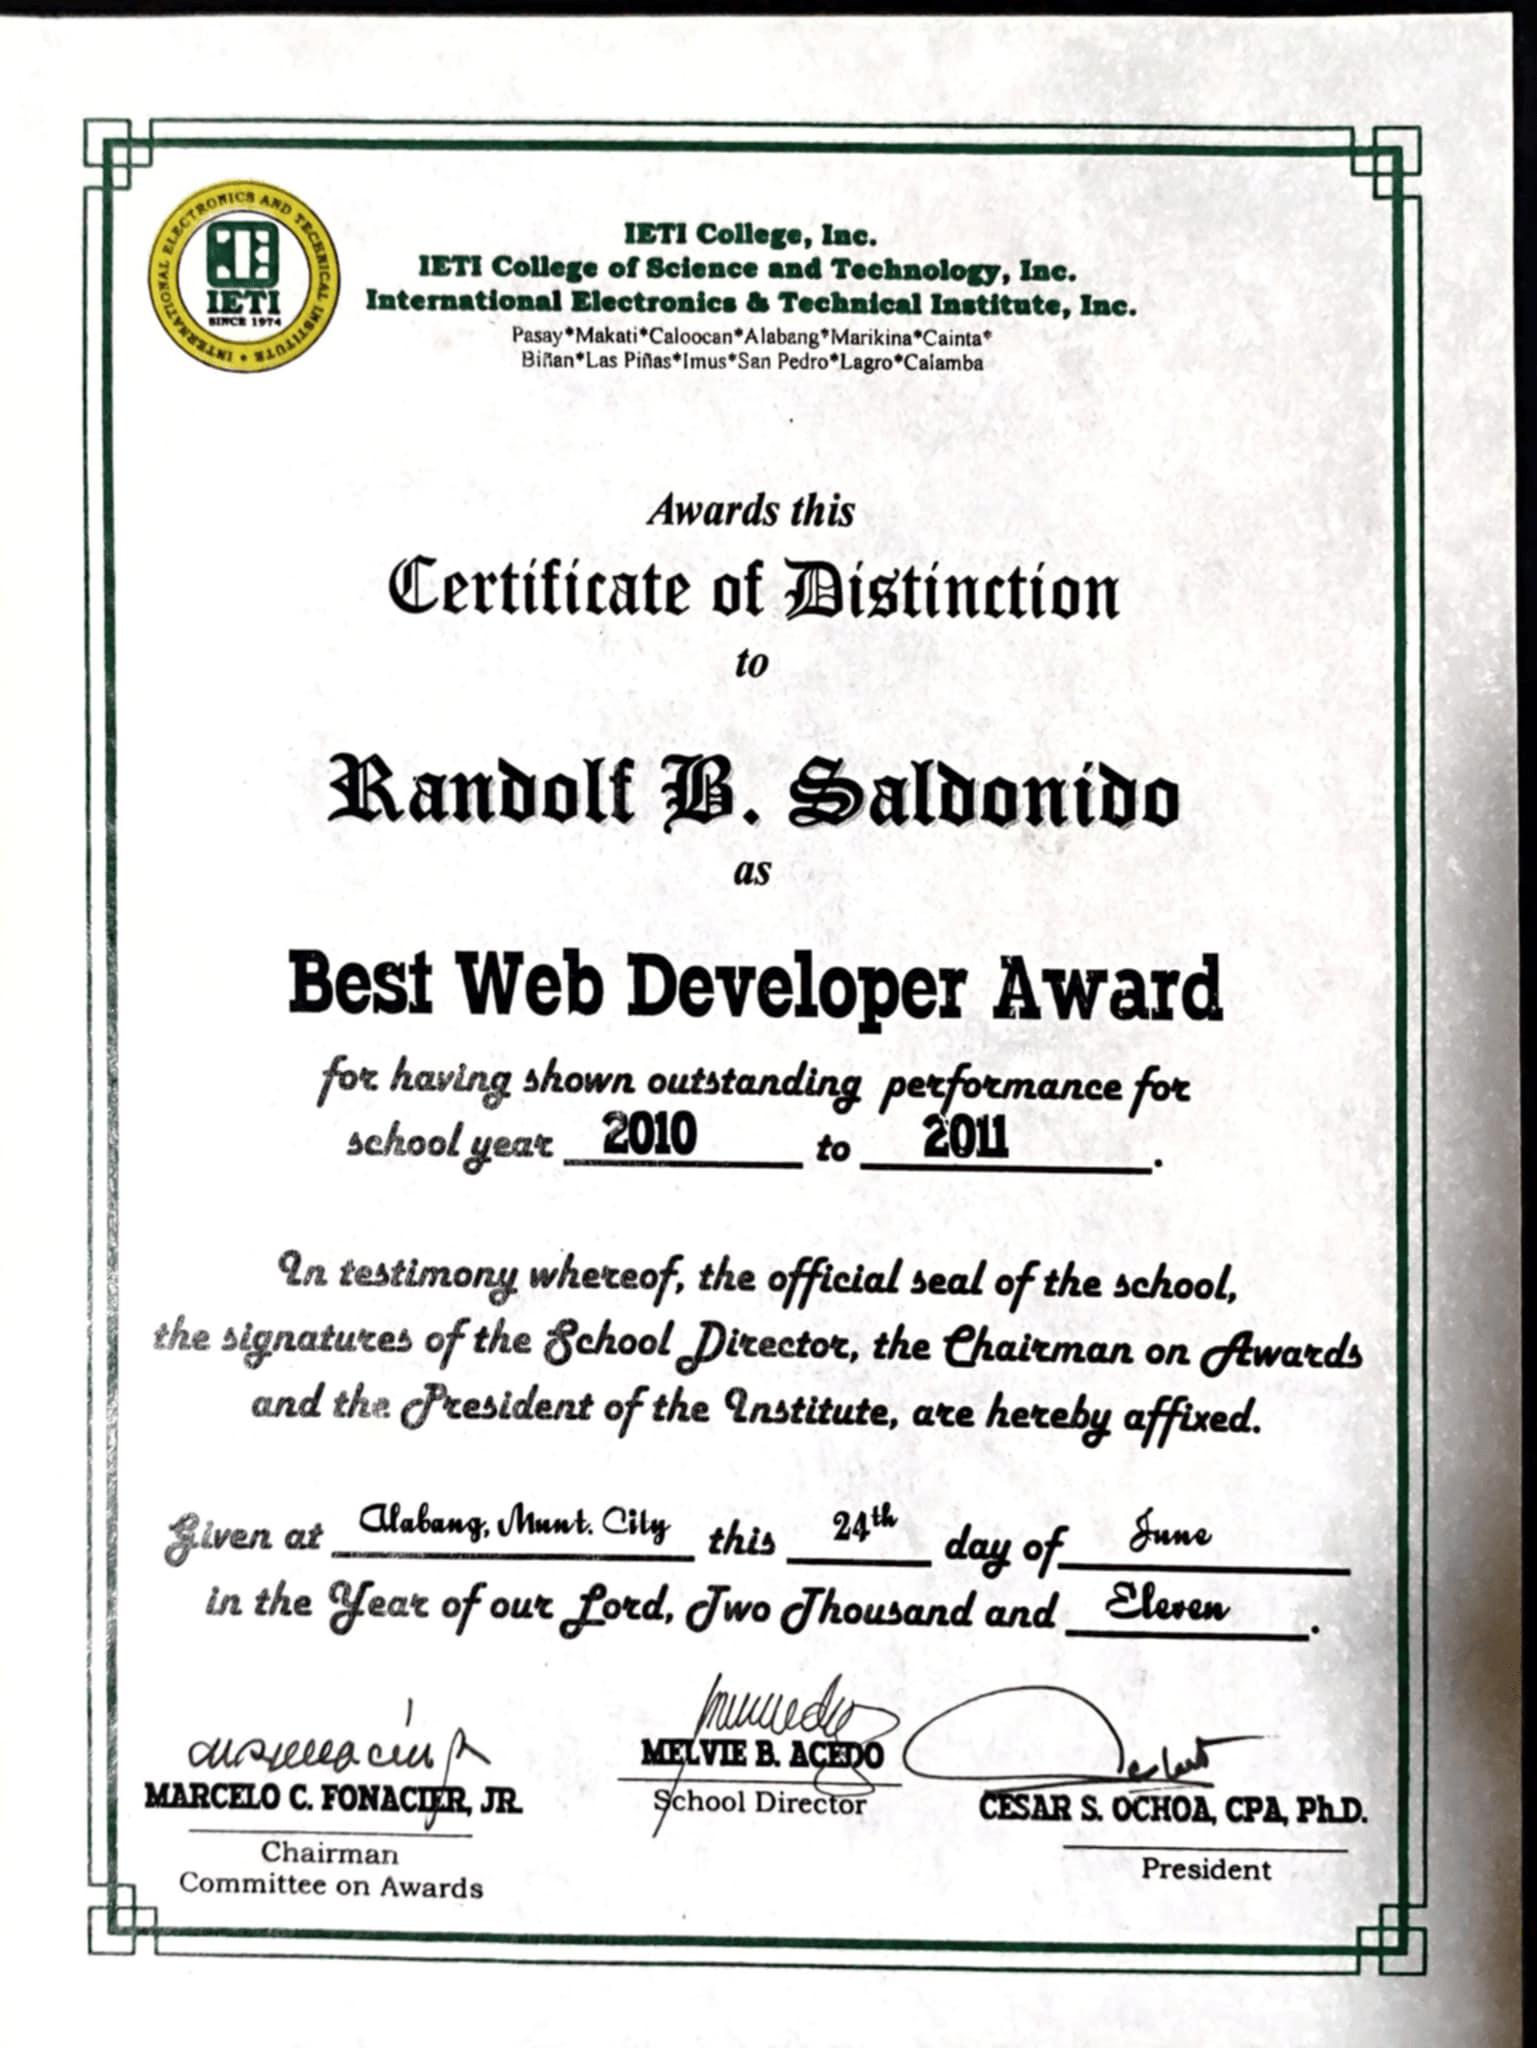 INTERNATIONAL ELECTRONICS AND TECHNICAL INSTITUTE
IETI
SINCE 1974
IETI College, Inc.
IETI College of Science and Technology, Inc.
International Electronics & Technical Institute, Inc.
Pasay*Makati*Caloocan*Alabang*Marikina*Cainta*
Biñan*Las Piñas*Imus*San Pedro*Lagro*Calamba
Awards this
Certificate of Distinction
to
Randolf B. Saldonido
as
Best Web Developer Award
for having shown outstanding performance for
school year 2010 to 2011.
In testimony whereof, the official seal of the school,
the signatures of the School Director, the Chairman on Awards
and the President of the Institute, are hereby affixed.
Given at Alabang, Munt. City this 24th day of June
in the Year of our Lord, Two Thousand and Eleven.
MARCELO C. FONACIER, JR.
Chairman
Committee on Awards
MELVIE B. ACEDO
School Director
CESAR S. OCHOA, CPA, Ph.D.
President